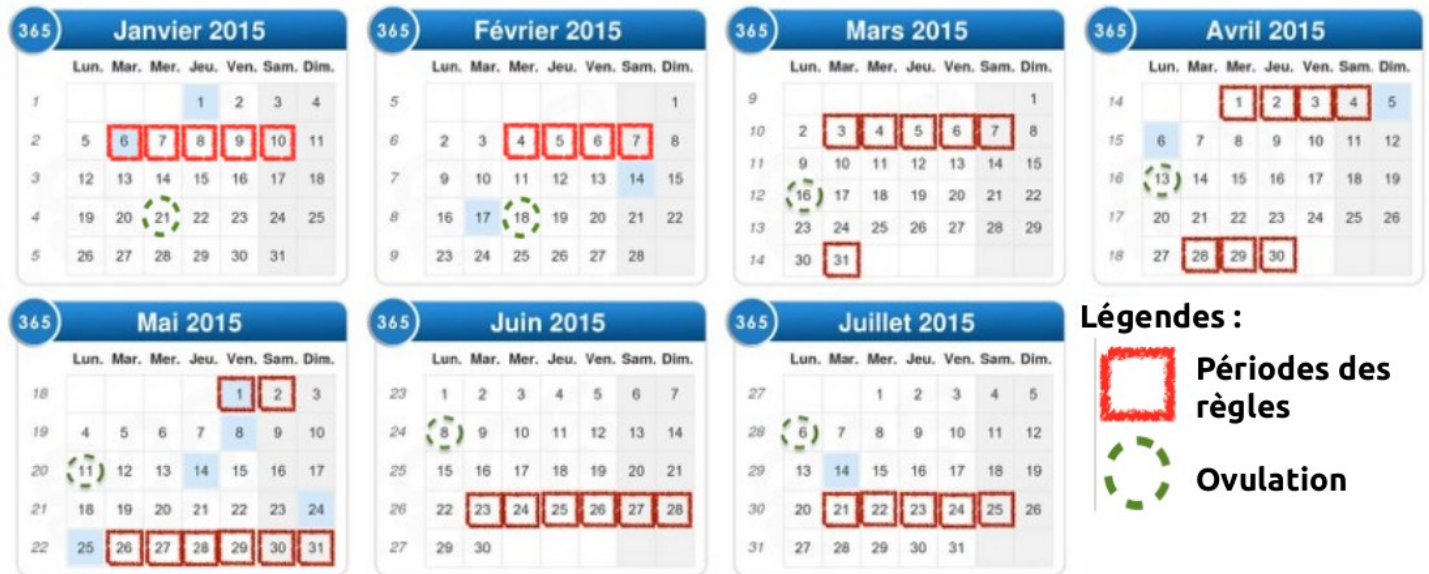 365 Janvier 2015
Lun. Mar. Mer. Jeu. Ven. Sam. Dim.
1 1 2 3 4
2 5 6 7 8 9 10 11
3 12 13 14 15 16 17 18
4 19 20 21 22 23 24 25
5 26 27 28 29 30 31
365 Février 2015
Lun. Mar. Mer. Jeu. Ven. Sam. Dim.
5 1
6 2 3 4 5 6 7 8
7 9 10 11 12 13 14 15
8 16 17 18 19 20 21 22
9 23 24 25 26 27 28
365 Mars 2015
Lun. Mar. Mer. Jeu. Ven. Sam. Dim.
9 1
10 2 3 4 5 6 7 8
11 9 10 11 12 13 14 15
12 16 17 18 19 20 21 22
13 23 24 25 26 27 28 29
14 30 31
365 Avril 2015
Lun. Mar. Mer. Jeu. Ven. Sam. Dim.
14 1 2 3 4 5
15 6 7 8 9 10 11 12
16 13 14 15 16 17 18 19
17 20 21 22 23 24 25 26
18 27 28 29 30
365 Mai 2015
Lun. Mar. Mer. Jeu. Ven. Sam. Dim.
18 1 2 3
19 4 5 6 7 8 9 10
20 11 12 13 14 15 16 17
21 18 19 20 21 22 23 24
22 25 26 27 28 29 30 31
365 Juin 2015
Lun. Mar. Mer. Jeu. Ven. Sam. Dim.
23 1 2 3 4 5 6 7
24 8 9 10 11 12 13 14
25 15 16 17 18 19 20 21
26 22 23 24 25 26 27 28
27 29 30
365 Juillet 2015
Lun. Mar. Mer. Jeu. Ven. Sam. Dim.
27 1 2 3 4 5
28 6 7 8 9 10 11 12
29 13 14 15 16 17 18 19
30 20 21 22 23 24 25 26
31 27 28 29 30 31
Légendes :
Périodes des
règles
Ovulation